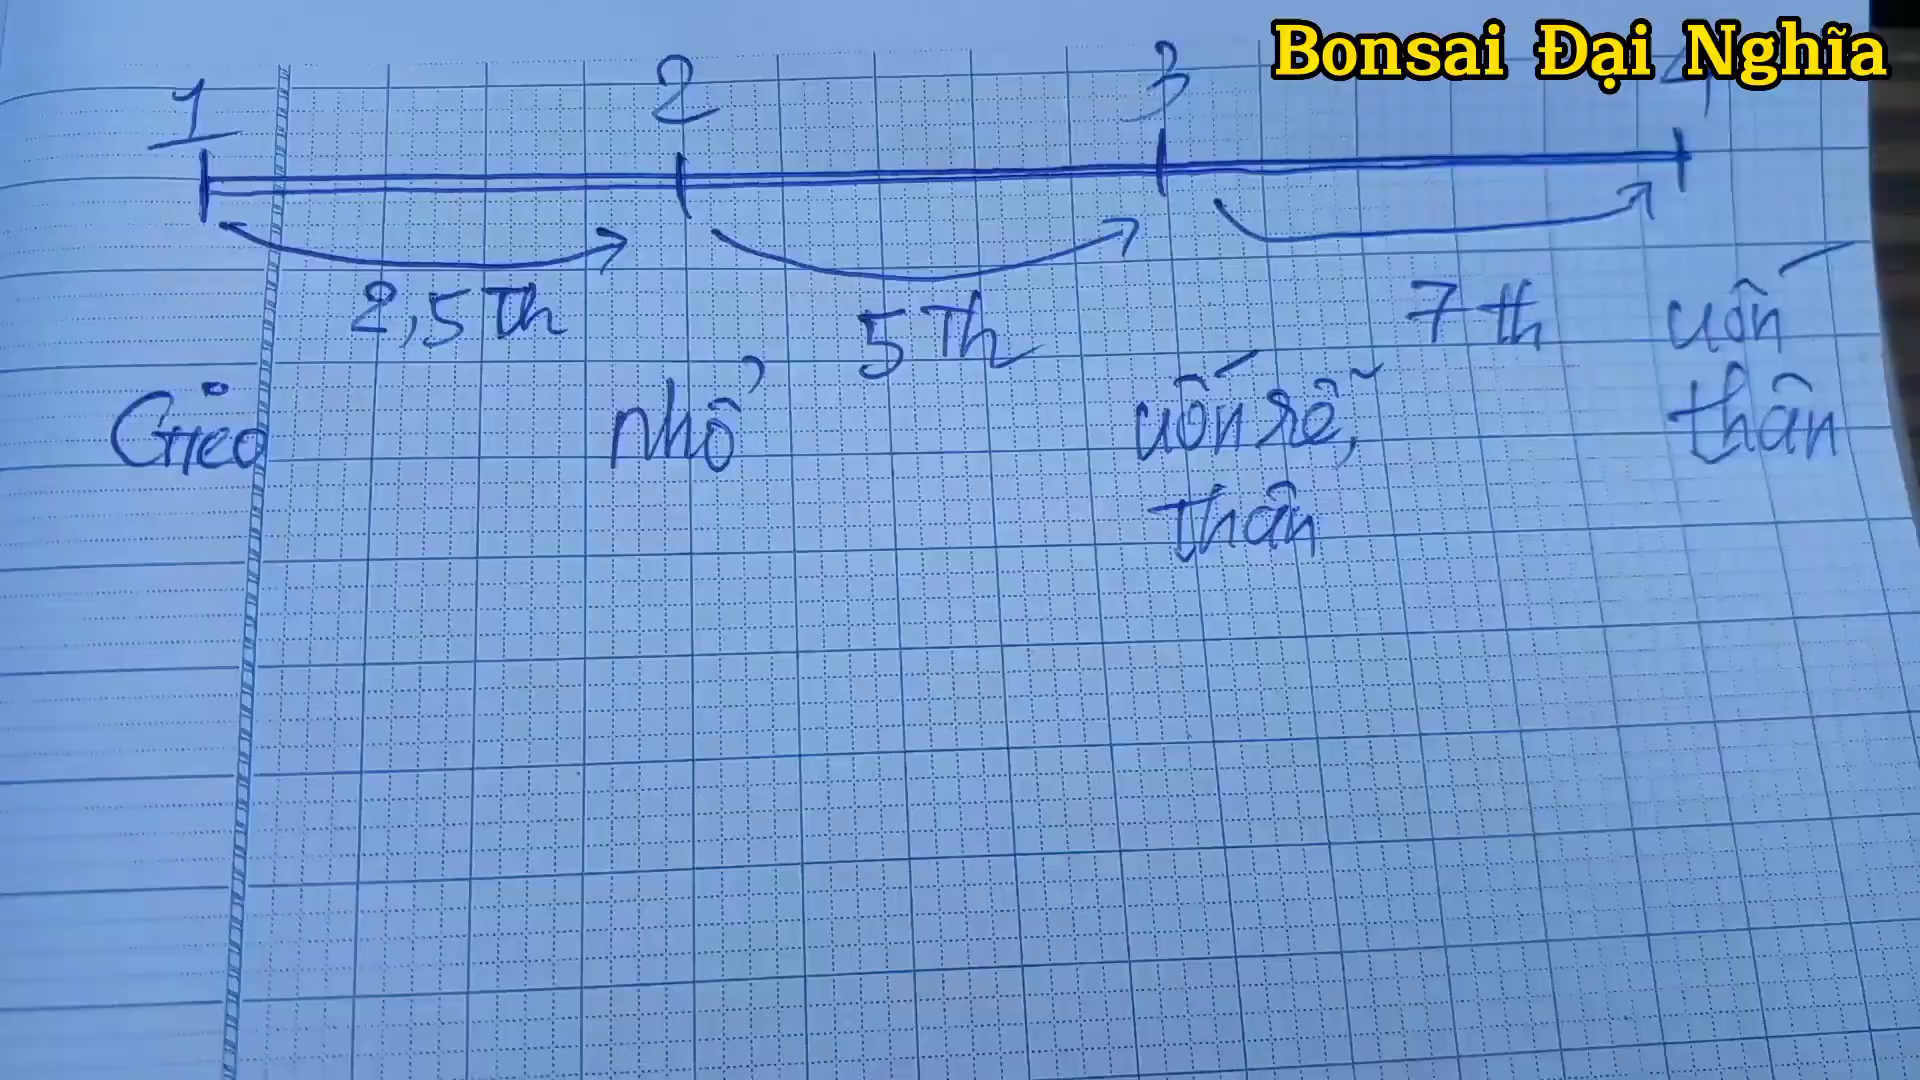 Bonsai Đại Nghĩa
1 2 3 4
2,5 Th 5 Th 7 th
Gieo nhổ uốn rễ, uốn
thân thân